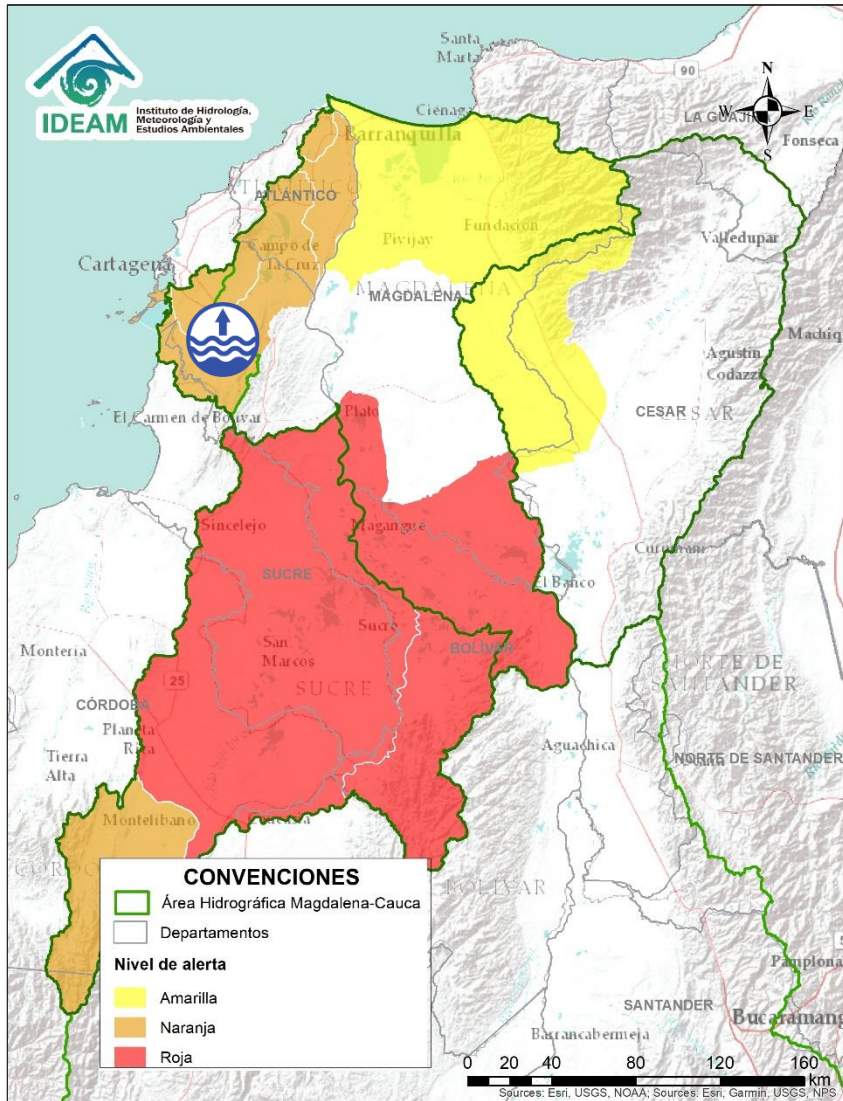 IDEAM
Instituto de Hidrología,
Meteorología y
Estudios Ambientales
Santa
Marta
90
N
W
E
S
LA GUAJIRA
Fonseca
Ciénaga
Barranquilla
ATLÁNTICO
Fundación
Pivijay
Valledupar
Campo de
la Cruz
Cartagena
MAGDALENA
MAGDALENA
Agustín
Codazzi
CESAR
CESAR
El Carmen de Bolívar
Plato
Sincelejo
Magangué
SUCRE
El Banco
Sucre
BOLÍVAR
Montería
San
Marcos
SUCRE
25
NORTE DE
SANTANDER
CÓRDOBA
Planeta
Rica
Tierra
Alta
Aguachica
NORTE DE SANTANDER
Montelíbano
CONVENCIONES
Área Hidrográfica Magdalena-Cauca
Departamentos
Nivel de alerta
Amarilla
Naranja
Roja
BOLÍVAR
Pamplona
SANTANDER
Barrancabermeja
0 20 40 80 120 160
km
Sources: Esri, USGS, NOAA; Sources: Esri, Garmin, USGS, NPS